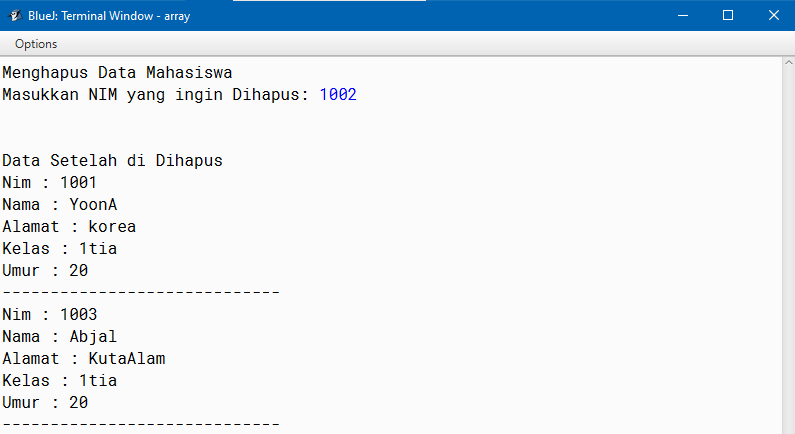 BlueJ: Terminal Window - array
Options
Menghapus Data Mahasiswa
Masukkan NIM yang ingin Dihapus: 1002
Data Setelah di Dihapus
Nim : 1001
Nama : YoonA
Alamat : korea
Kelas : 1tia
Umur : 20
-----------------------------
Nim : 1003
Nama : Abjal
Alamat : KutaAlam
Kelas : 1tia
Umur : 20
-----------------------------